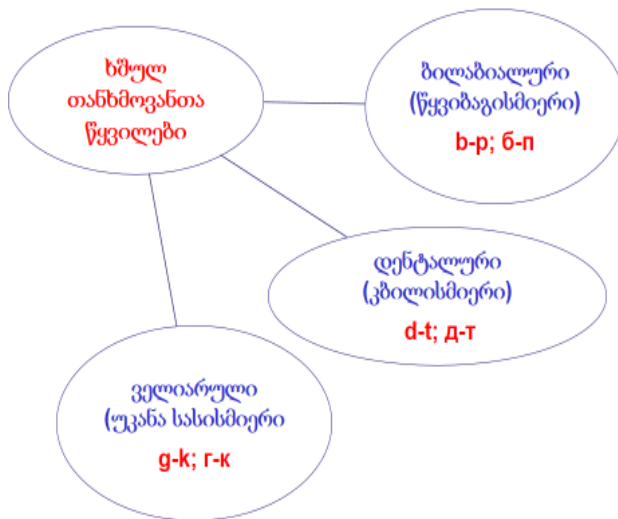 ხშულ
თანხმოვანთა
წყვილები
ბილაბიალური
(წყვიბაგისმიერი)
b-p; б-п
დენტალური
(კბილისმიერი)
d-t; д-т
ველიარული
(უკანა სასისმიერი
g-k; г-к